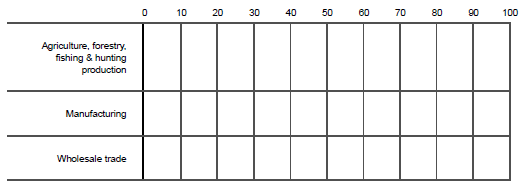 0 10 20 30 40 50 60 70 80 90 100
Agriculture, forestry,
fishing & hunting
production
Manufacturing
Wholesale trade